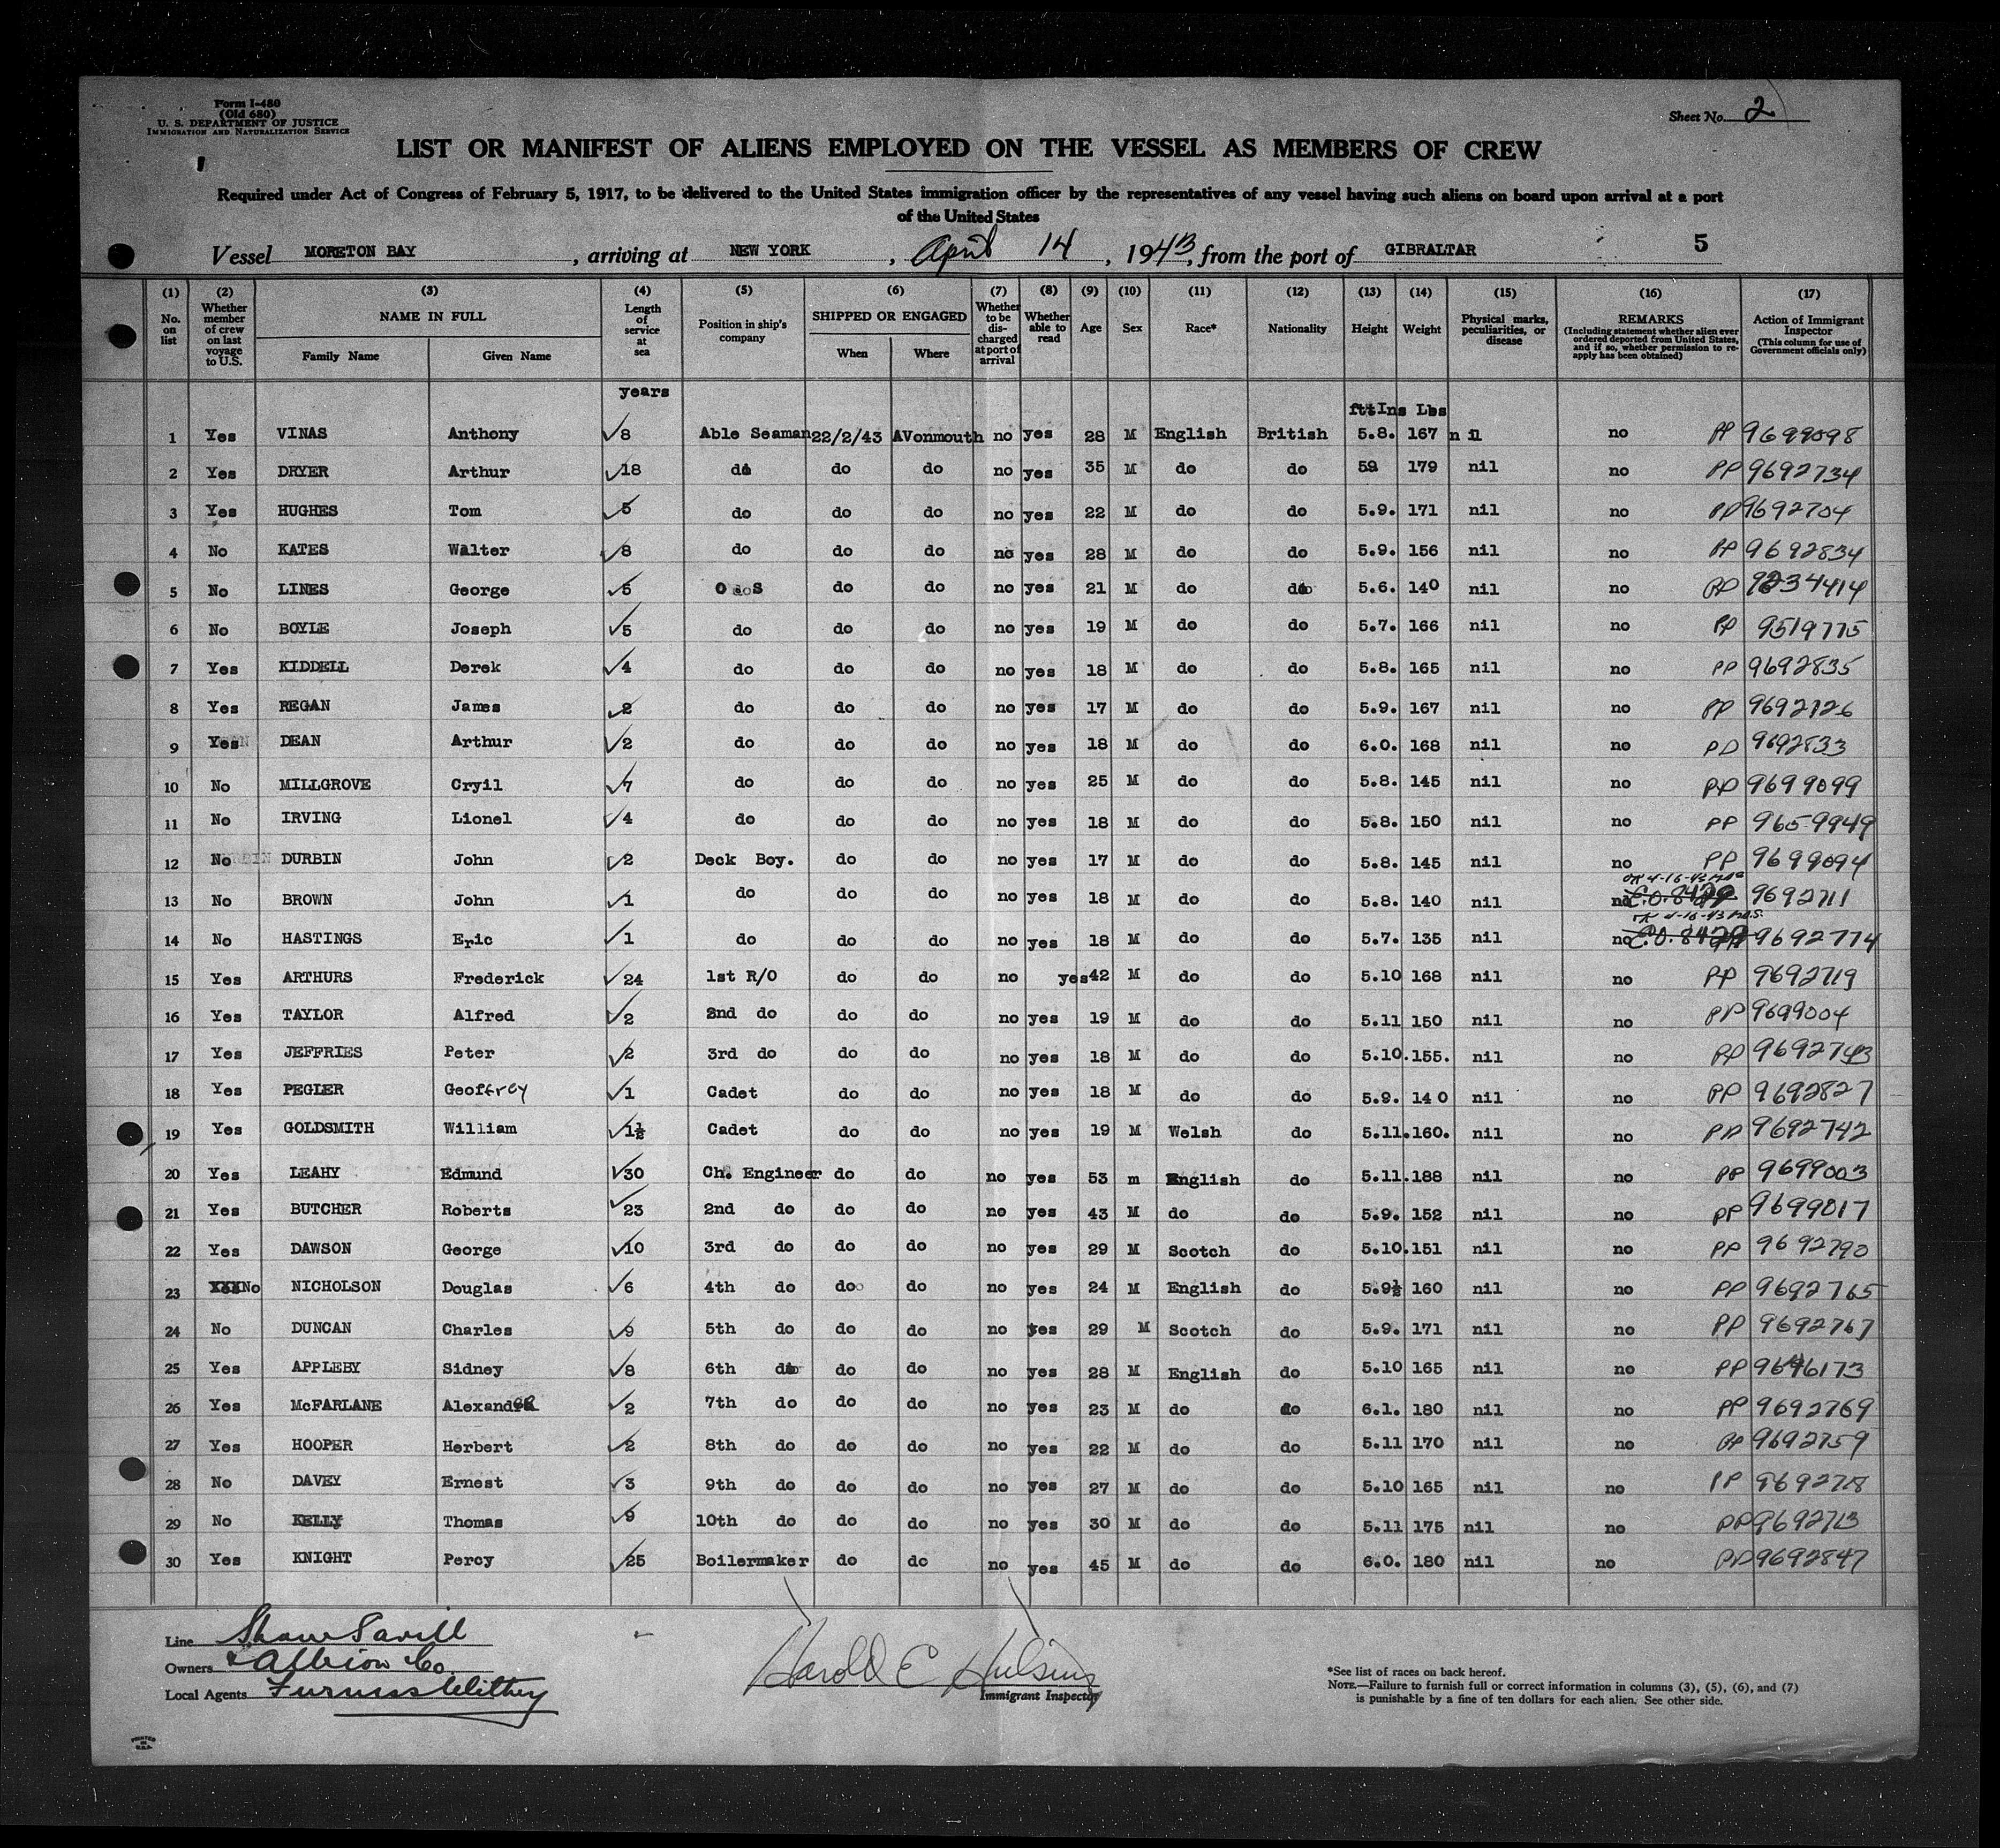 Form I-480
(Old 680)
U. S. DEPARTMENT OF JUSTICE
IMMIGRATION AND NATURALIZATION SERVICE
Sheet No. 2
LIST OR MANIFEST OF ALIENS EMPLOYED ON THE VESSEL AS MEMBERS OF CREW
Required under Act of Congress of February 5, 1917, to be delivered to the United States immigration officer by the representatives of any vessel having such aliens on board upon arrival at a port
of the United States
Vessel MORETON BAY, arriving at NEW YORK, April 14, 1943, from the port of GIBRALTAR 5
(1) No. on list (2) Whether member of crew on last voyage to U.S. (3) NAME IN FULL Family Name Given Name (4) Length of service at sea (5) Position in ship's company (6) SHIPPED OR ENGAGED When Where (7) Whether to be discharged at port of arrival (8) Whether able to read (9) Age (10) Sex (11) Race* (12) Nationality (13) Height (14) Weight (15) Physical marks, peculiarities, or disease (16) REMARKS (Including statement whether alien ever ordered deported from United States, and if so, whether permission to reapply has been obtained) (17) Action of Immigrant Inspector (This column for use of Government officials only)
years
ft Ins Lbs
1 Yes VINAS Anthony 8 Able Seaman 22/2/43 AVonmouth no yes 28 M English British 5.8. 167 nil no PP 9699098
2 Yes DRYER Arthur 18 do do do no yes 35 M do do 59 179 nil no PP 9692734
3 Yes HUGHES Tom 5 do do do no yes 22 M do do 5.9. 171 nil no PP 9692704
4 No KATES Walter 8 do do do no yes 28 M do do 5.9. 156 nil no PP 9692834
5 No LINES George 5 O S do do no yes 21 M do do 5.6. 140 nil no PP
6 No BOYLE Joseph 5 do do do no yes 19 M do do 5.7. 166 nil no PP 9519775
7 Yes KIDDELL Derek 4 do do do no yes 18 M do do 5.8. 165 nil no PP 9692835
8 Yes REGAN James 2 do do do no yes 17 M do do 5.9. 167 nil no PP
9 Yes DEAN Arthur 2 do do do no yes 18 M do do 6.0. 168 nil no PP 9692833
10 No MILLGROVE Cryil 7 do do do no yes 25 M do do 5.8. 145 nil no PP 9699099
11 No IRVING Lionel 4 do do do no yes 18 M do do 5.8. 150 nil no PP 9659949
12 No DURBIN John 2 Deck Boy. do do no yes 17 M do do 5.8. 145 nil no PP 9699094
13 No BROWN John 1 do do do no yes 18 M do do 5.8. 140 nil no E.O. 8429 9692711
14 No HASTINGS Eric 1 do do do no yes 18 M do do 5.7. 135 nil no E.O. 8429 9692774
15 Yes ARTHURS Frederick 24 1st R/O do do no yes 42 M do do 5.10 168 nil no PP 9692719
16 Yes TAYLOR Alfred 2 2nd do do do no yes 19 M do do 5.11 150 nil no PP 9699004
17 Yes JEFFRIES Peter 2 3rd do do do no yes 18 M do do 5.10. 155. nil no PP 9692743
18 Yes PEGLER Geoffrey 1 Cadet do do no yes 18 M do do 5.9. 140 nil no PP 9692827
19 Yes GOLDSMITH William 1½ Cadet do do no yes 19 M Welsh do 5.11. 160. nil no PP 9692742
20 Yes LEAHY Edmund 30 Ch. Engineer do do no yes 53 m English do 5.11. 188 nil no PP 9699003
21 Yes BUTCHER Roberts 23 2nd do do do no yes 43 M do do 5.9. 152 nil no PP 9699017
22 Yes DAWSON George 10 3rd do do do no yes 29 M Scotch do 5.10. 151 nil no PP 9692790
23 No NICHOLSON Douglas 6 4th do do do no yes 24 M English do 5.9½ 160 nil no PP 9692765
24 No DUNCAN Charles 9 5th do do do no yes 29 M Scotch do 5.9. 171 nil no PP 9692767
25 Yes APPLEBY Sidney 8 6th do do do no yes 28 M English do 5.10 165 nil no PP 9646173
26 Yes McFARLANE Alexander 2 7th do do do no yes 23 M do do 6.1. 180 nil no PP 9692769
27 Yes HOOPER Herbert 2 8th do do do no yes 22 M do do 5.11 170 nil no PP 9692759
28 No DAVEY Ernest 3 9th do do do no yes 27 M do do 5.10 165 nil no PP
29 No KELLY Thomas 9 10th do do do no yes 30 M do do 5.11 175 nil no PP 9692713
30 Yes KNIGHT Percy 25 Boilermaker do do no yes 45 M do do 6.0. 180 nil no PP 9692847
Line Shaw Savill
Owners & Albion Co.
Local Agents Furness Withy
Harold E Hulsing
Immigrant Inspector
*See list of races on back hereof.
NOTE.—Failure to furnish full or correct information in columns (3), (5), (6), and (7)
is punishable by a fine of ten dollars for each alien. See other side.
PRINTED IN U.S.A.